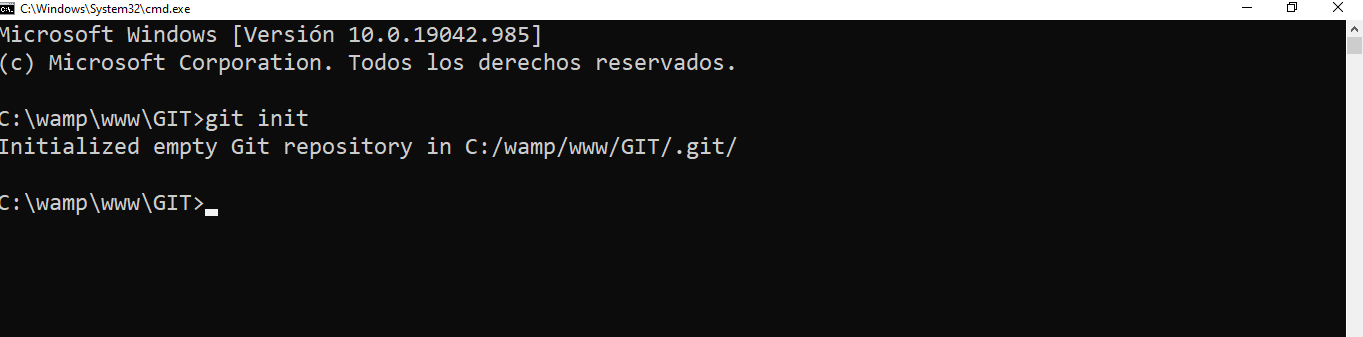 C:\Windows\System32\cmd.exe
Microsoft Windows [Versión 10.0.19042.985]
(c) Microsoft Corporation. Todos los derechos reservados.
C:\wamp\www\GIT>git init
Initialized empty Git repository in C:/wamp/www/GIT/.git/
C:\wamp\www\GIT>